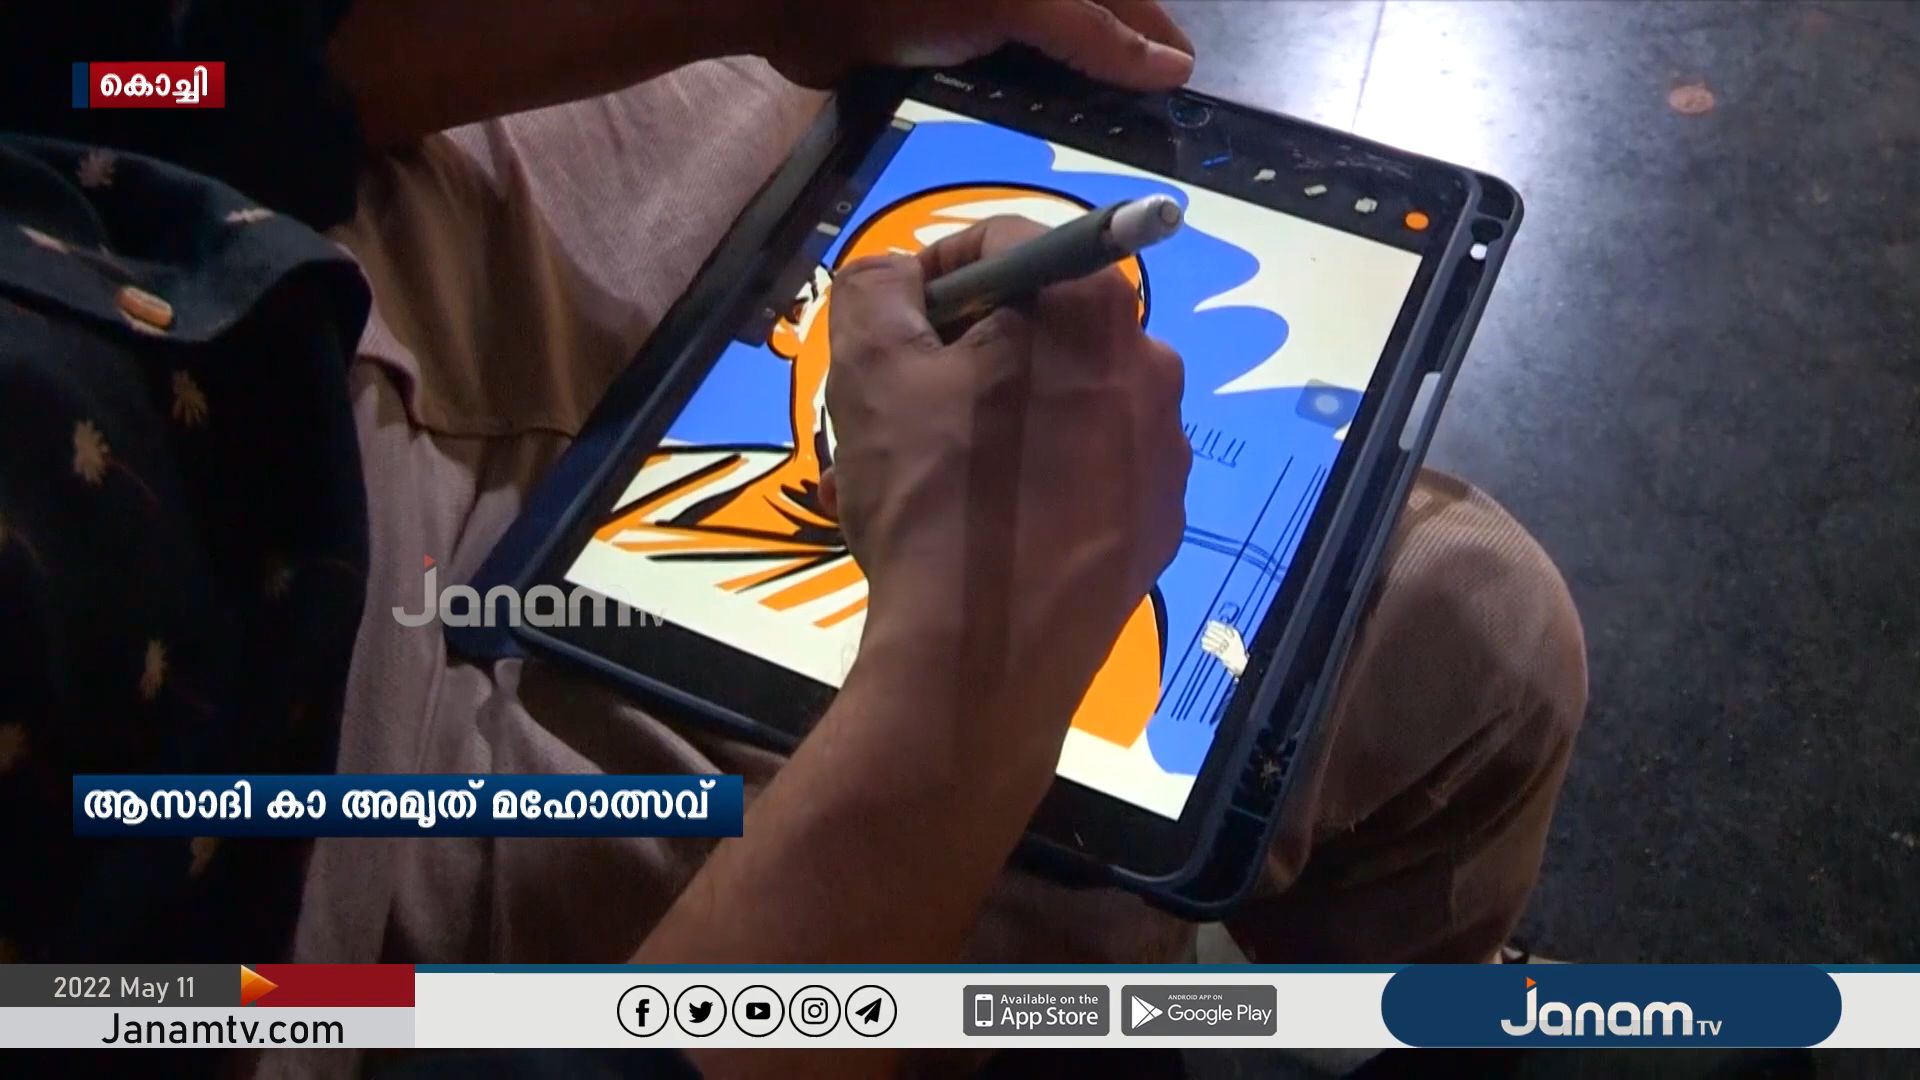 കൊച്ചി
Gallery
Janam TV
ആസാദി കാ അമൃത് മഹോത്സവ്
2022 May 11
Janamtv.com
Available on the
App Store
ANDROID APP ON
Google Play
Janam TV